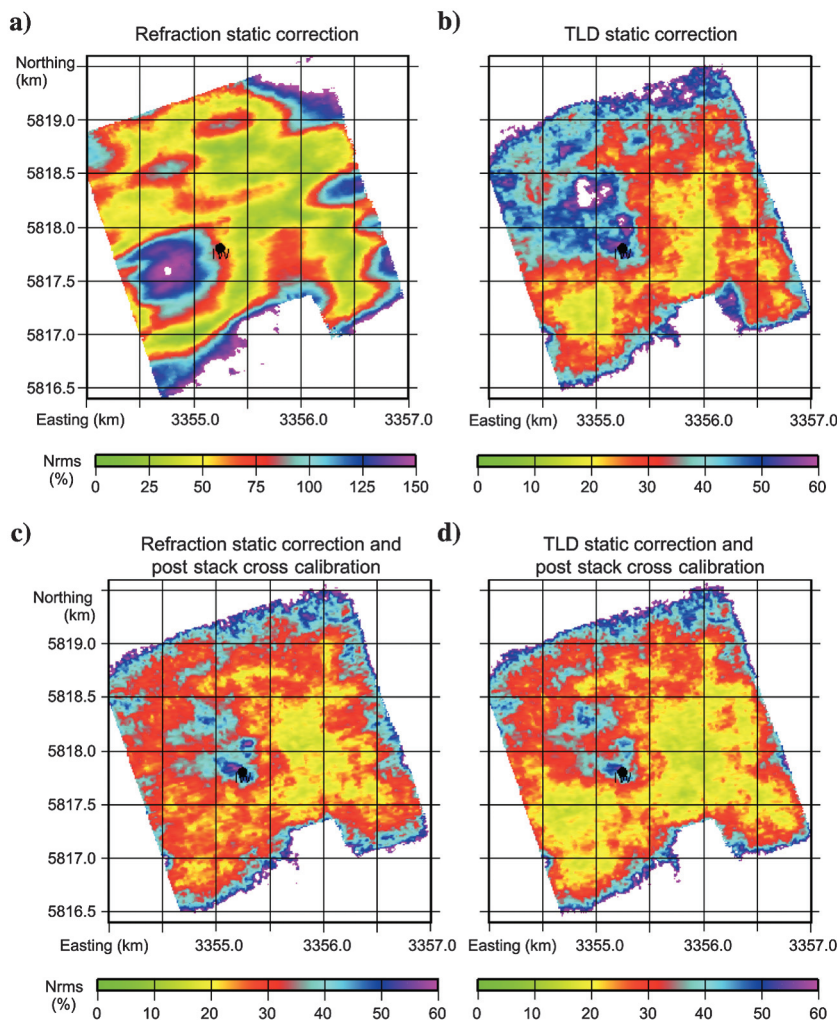 a)
Refraction static correction
b)
TLD static correction
Northing
(km)
5819.0
5818.5
5818.0
5817.5
5817.0
5816.5
Easting (km) 3355.0 3356.0 3357.0
Easting (km) 3355.0 3356.0 3357.0
Nrms
(%)
0 25 50 75 100 125 150
0 10 20 30 40 50 60
c)
Refraction static correction and
post stack cross calibration
d)
TLD static correction and
post stack cross calibration
Northing
(km)
5819.0
5818.5
5818.0
5817.5
5817.0
5816.5
Easting (km) 3355.0 3356.0 3357.0
Easting (km) 3355.0 3356.0 3357.0
Nrms
(%)
0 10 20 30 40 50 60
0 10 20 30 40 50 60